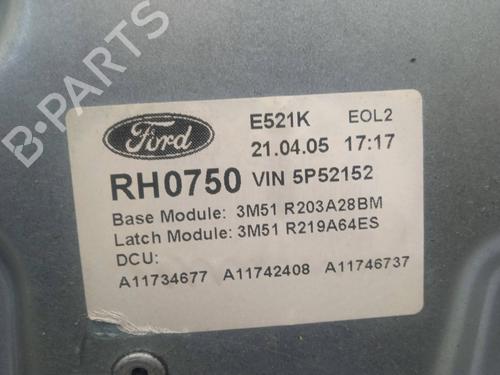 B-PARTS
Ford
E521K EOL2
21.04.05 17:17
RH0750 VIN 5P52152
Base Module: 3M51 R203A28BM
Latch Module: 3M51 R219A64ES
DCU:
A11734677 A11742408 A11746737